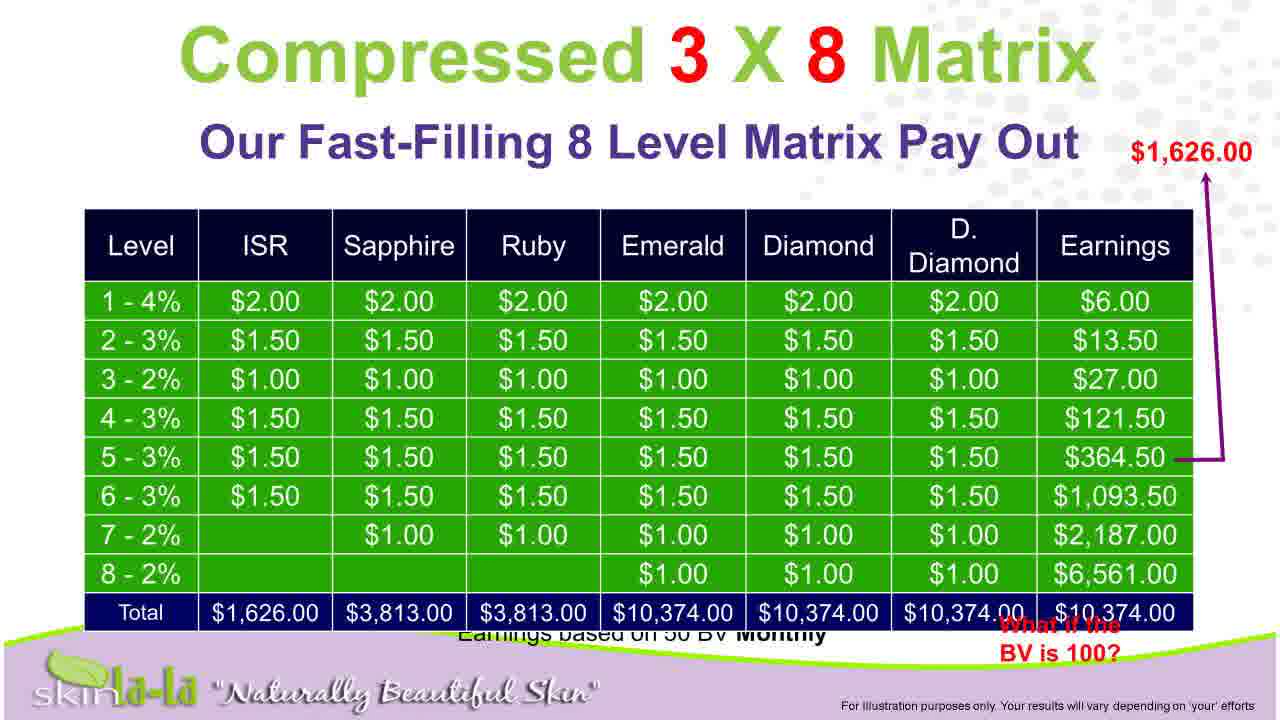 Compressed 3 X 8 Matrix
Our Fast-Filling 8 Level Matrix Pay Out
$1,626.00
Level ISR Sapphire Ruby Emerald Diamond D. Diamond Earnings
1 - 4% $2.00 $2.00 $2.00 $2.00 $2.00 $2.00 $6.00
2 - 3% $1.50 $1.50 $1.50 $1.50 $1.50 $1.50 $13.50
3 - 2% $1.00 $1.00 $1.00 $1.00 $1.00 $1.00 $27.00
4 - 3% $1.50 $1.50 $1.50 $1.50 $1.50 $1.50 $121.50
5 - 3% $1.50 $1.50 $1.50 $1.50 $1.50 $1.50 $364.50
6 - 3% $1.50 $1.50 $1.50 $1.50 $1.50 $1.50 $1,093.50
7 - 2% $1.00 $1.00 $1.00 $1.00 $1.00 $2,187.00
8 - 2% $1.00 $1.00 $1.00 $6,561.00
Total $1,626.00 $3,813.00 $3,813.00 $10,374.00 $10,374.00 $10,374.00 $10,374.00
Earnings based on 50 BV Monthly
What if the
BV is 100?
skin la-la "Naturally Beautiful Skin"
For Illustration purposes only. Your results will vary depending on 'your' efforts